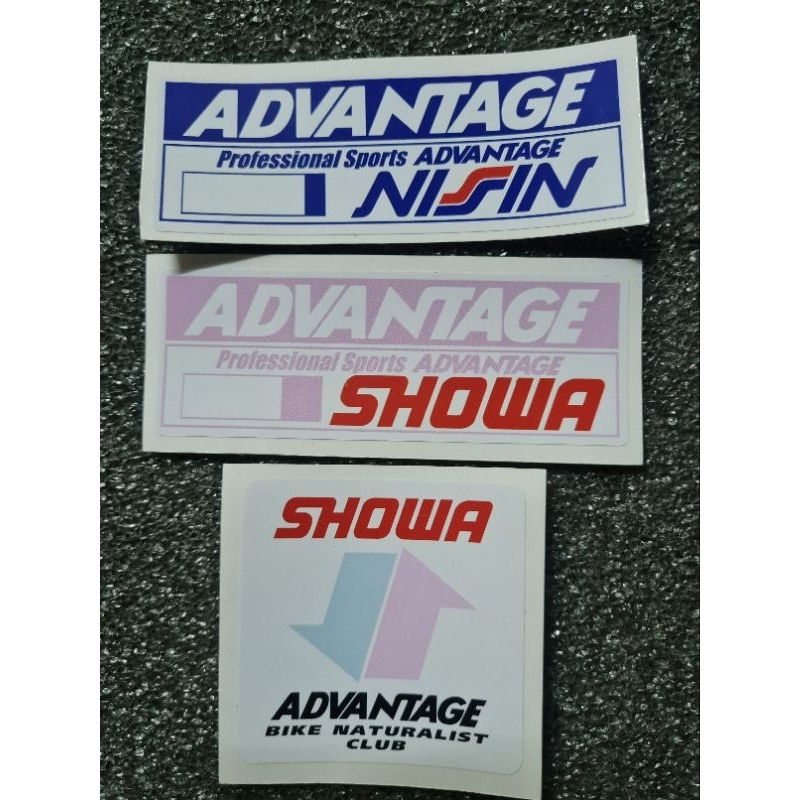 ADVANTAGE
Professional Sports ADVANTAGE
NISSIN
ADVANTAGE
Professional Sports ADVANTAGE
SHOWA
SHOWA
ADVANTAGE
BIKE NATURALIST
CLUB